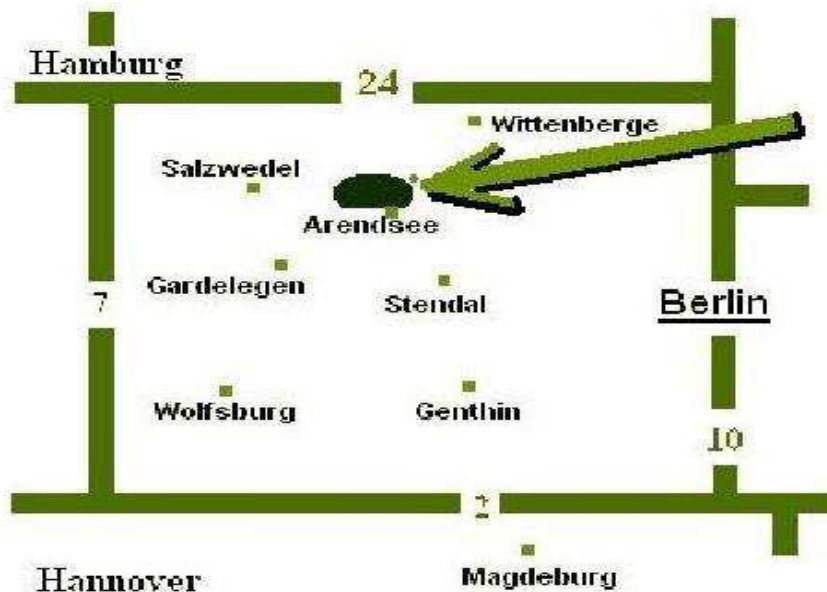 Hamburg
24
Wittenberge
Salzwedel
Arendsee
Gardelegen
7
Stendal
Berlin
Wolfsburg
Genthin
10
2
Hannover
Magdeburg